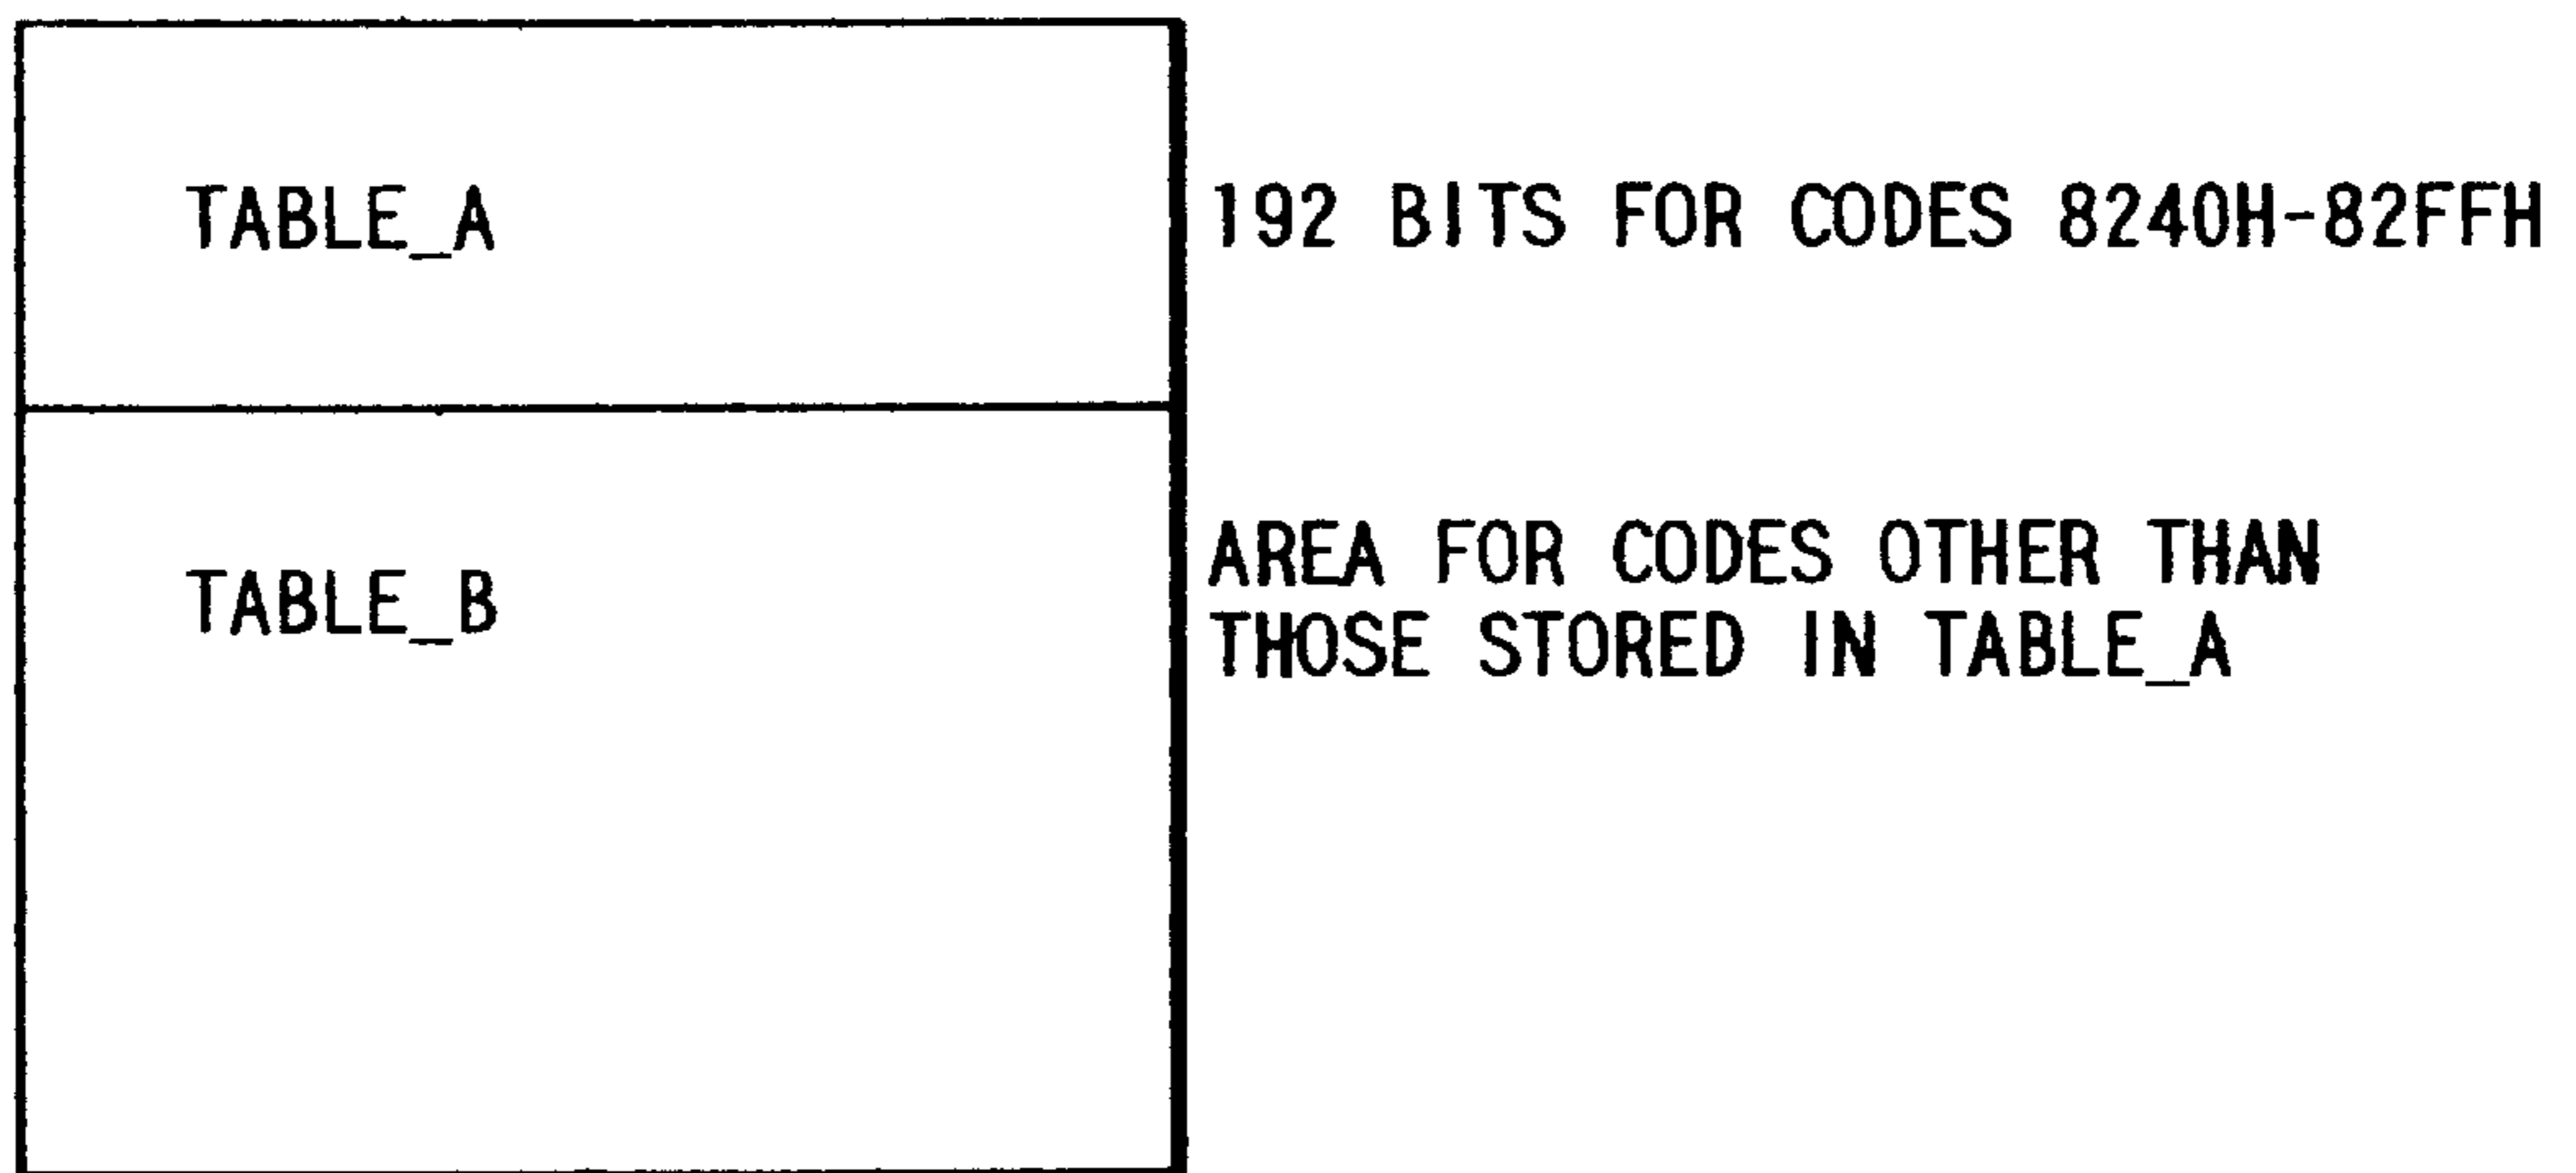 TABLE_A
192 BITS FOR CODES 8240H-82FFH
TABLE_B
AREA FOR CODES OTHER THAN
THOSE STORED IN TABLE_A